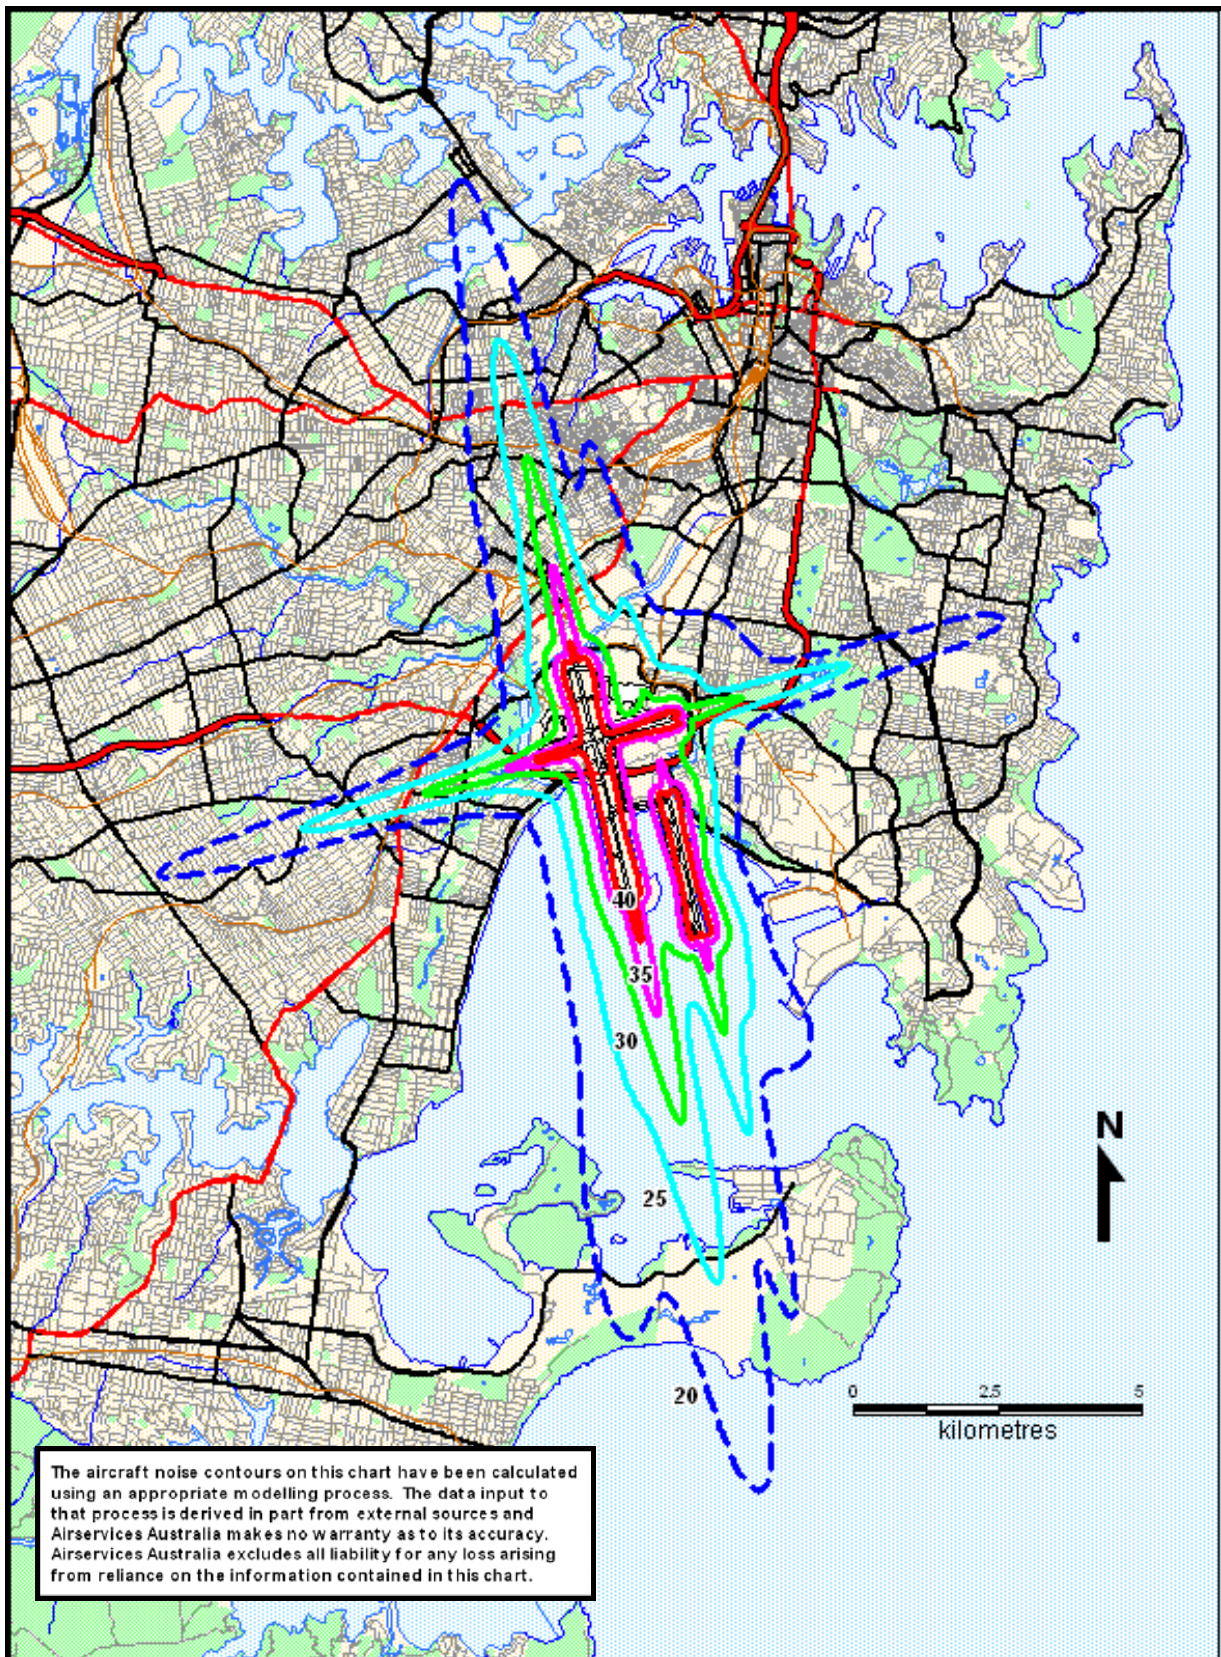 40
35
30
N
25
20
0 2.5 5
kilometres
The aircraft noise contours on this chart have been calculated
using an appropriate modelling process. The data input to
that process is derived in part from external sources and
Airservices Australia makes no warranty as to its accuracy.
Airservices Australia excludes all liability for any loss arising
from reliance on the information contained in this chart.